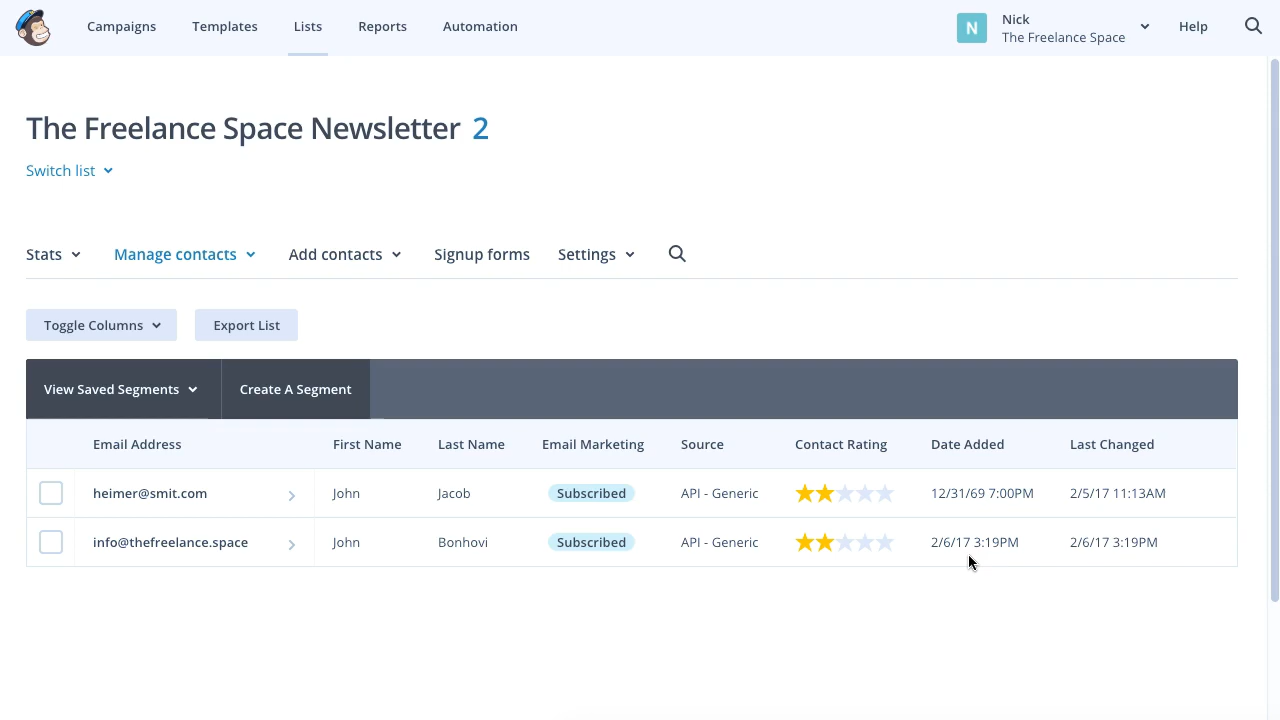 Campaigns Templates Lists Reports Automation N Nick Help
The Freelance Space
The Freelance Space Newsletter 2
Switch list
Stats Manage contacts Add contacts Signup forms Settings
Toggle Columns Export List
View Saved Segments Create A Segment
Email Address First Name Last Name Email Marketing Source Contact Rating Date Added Last Changed
heimer@smit.com John Jacob Subscribed API - Generic 12/31/69 7:00PM 2/5/17 11:13AM
info@thefreelance.space John Bonhovi Subscribed API - Generic 2/6/17 3:19PM 2/6/17 3:19PM